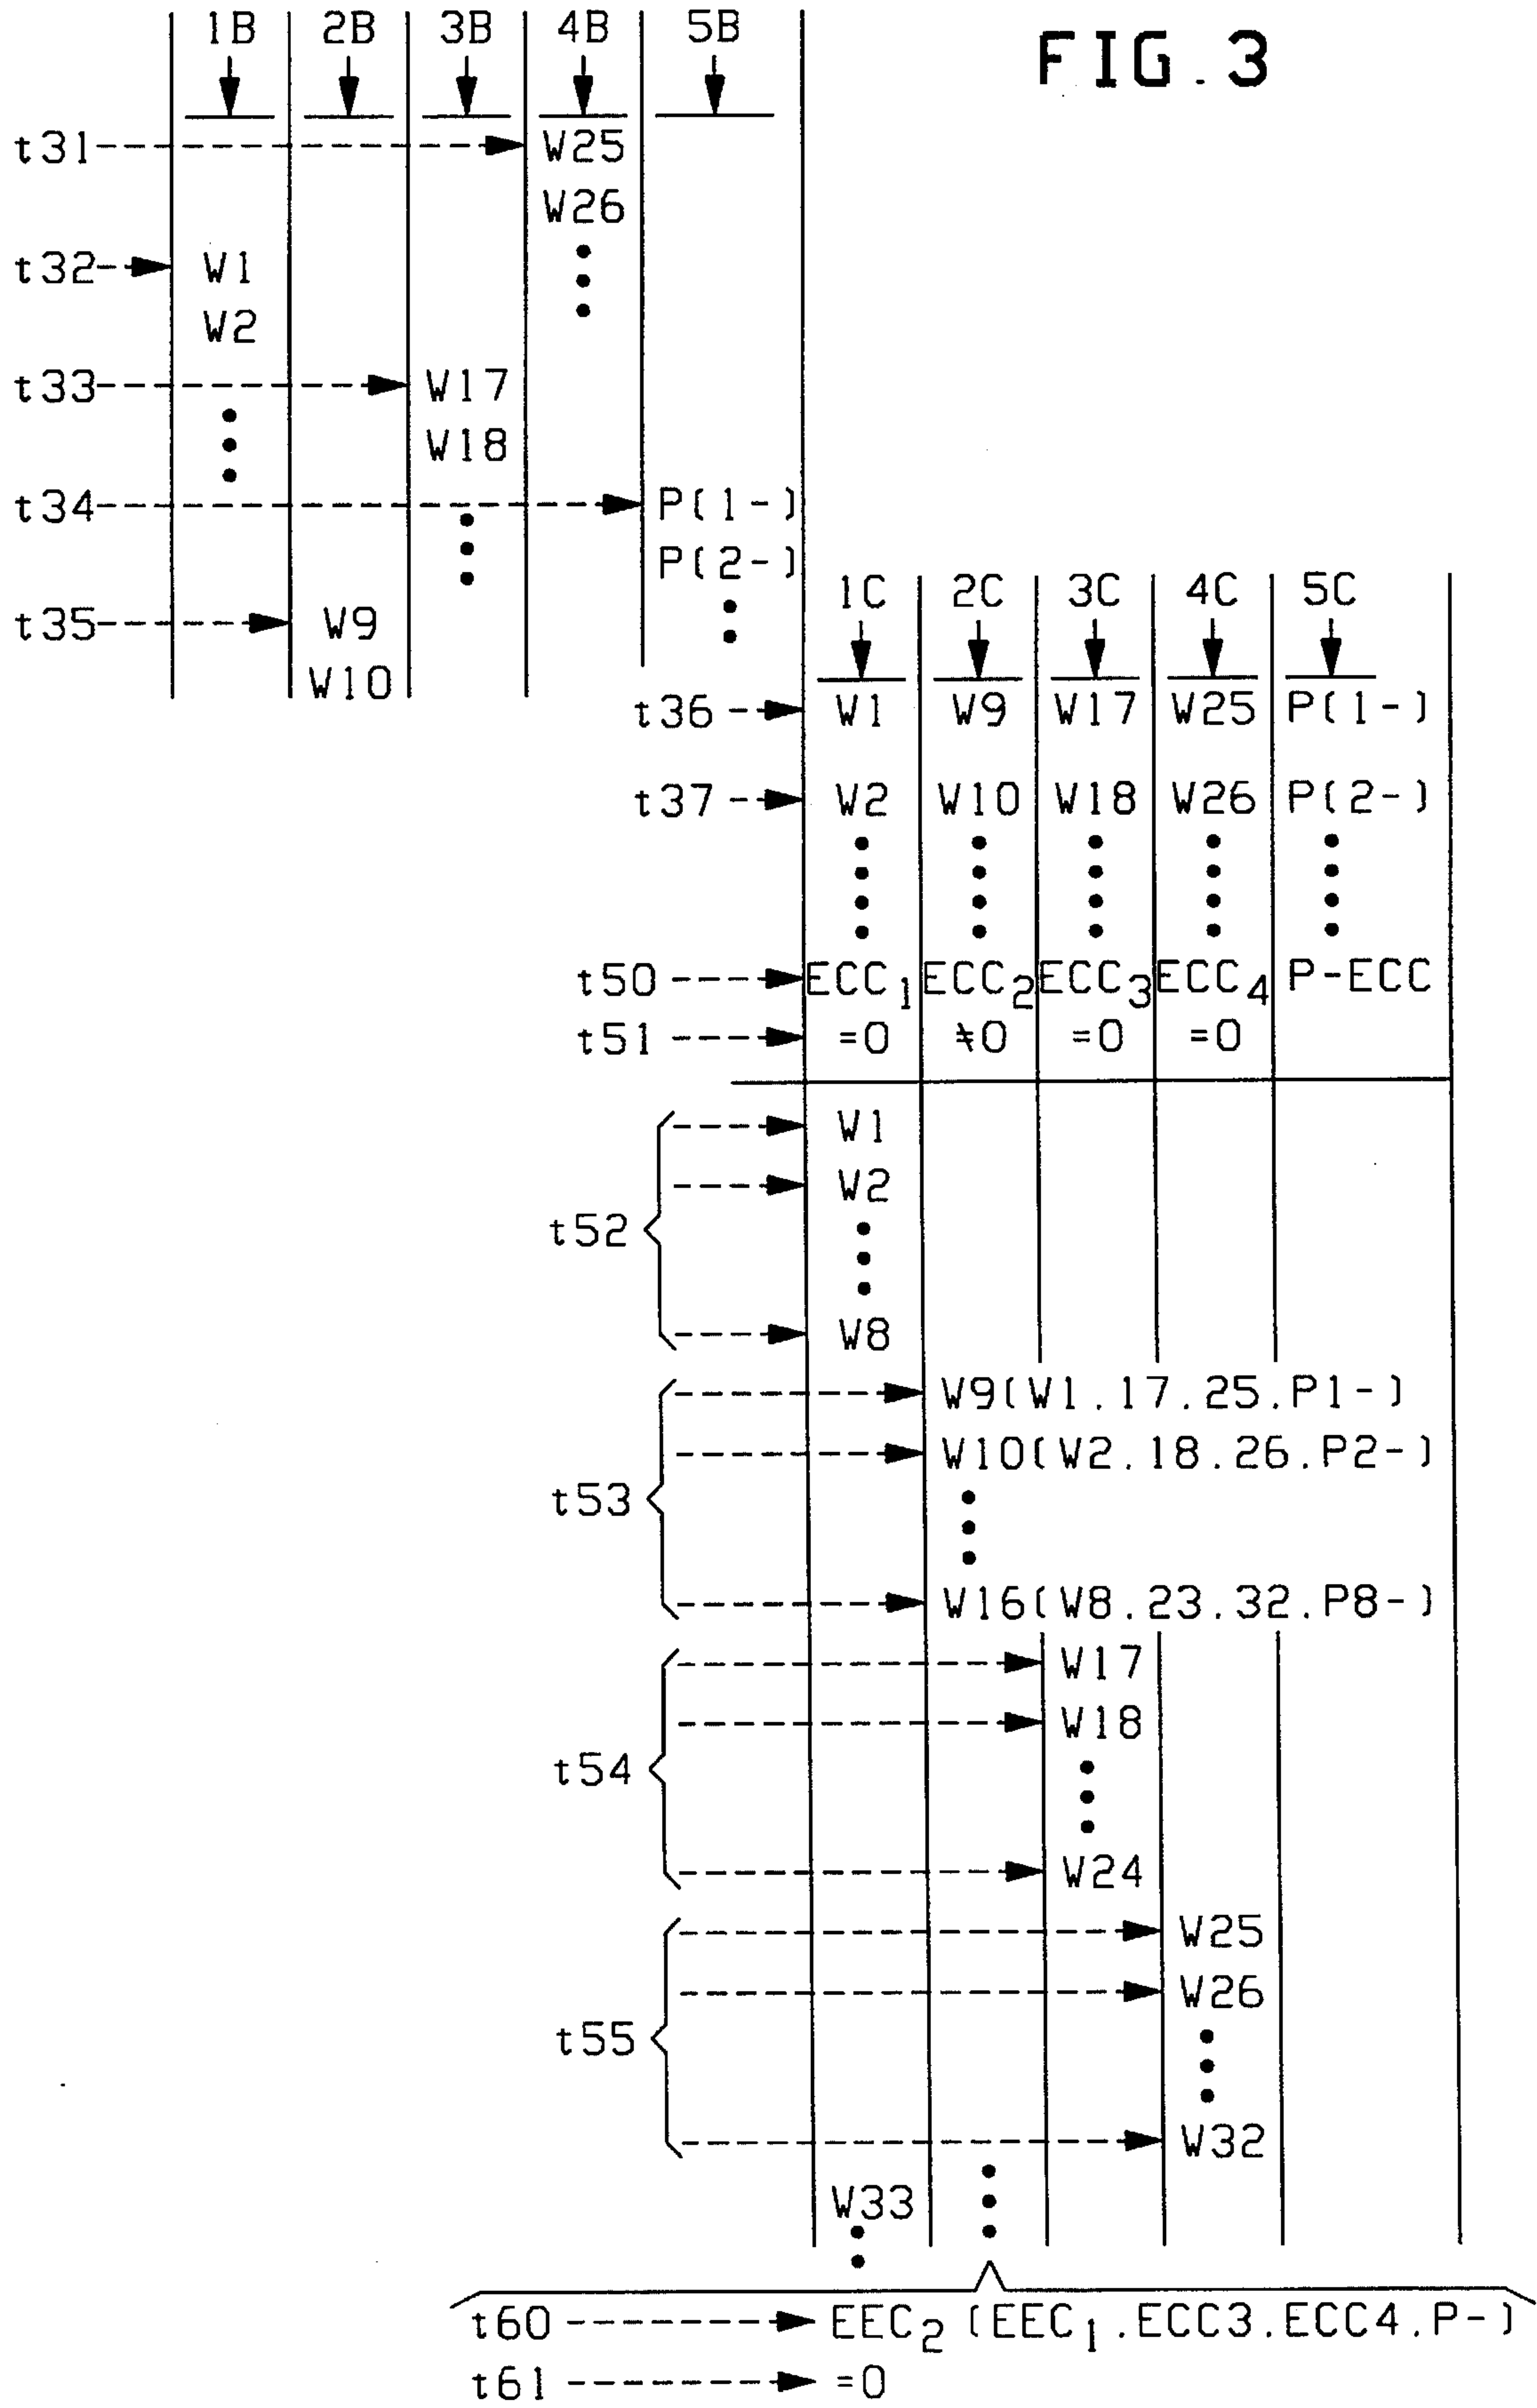 FIG. 3
1B 2B 3B 4B 5B
t31 W25
W26
t32 W1
W2
t33 W17
W18
t34 P(1-)
P(2-)
t35 W9
W10
1C 2C 3C 4C 5C
t36 W1 W9 W17 W25 P(1-)
t37 W2 W10 W18 W26 P(2-)
t50 ECC1 ECC2 ECC3 ECC4 P-ECC
t51 =0 ≠0 =0 =0
W1
W2
t52
W8
W9(W1.17.25.P1-)
W10(W2.18.26.P2-)
t53
W16(W8.23.32.P8-)
W17
W18
t54
W24
W25
W26
t55
W32
W33
t60 EEC2 (EEC1.ECC3.ECC4.P-)
t61 =0